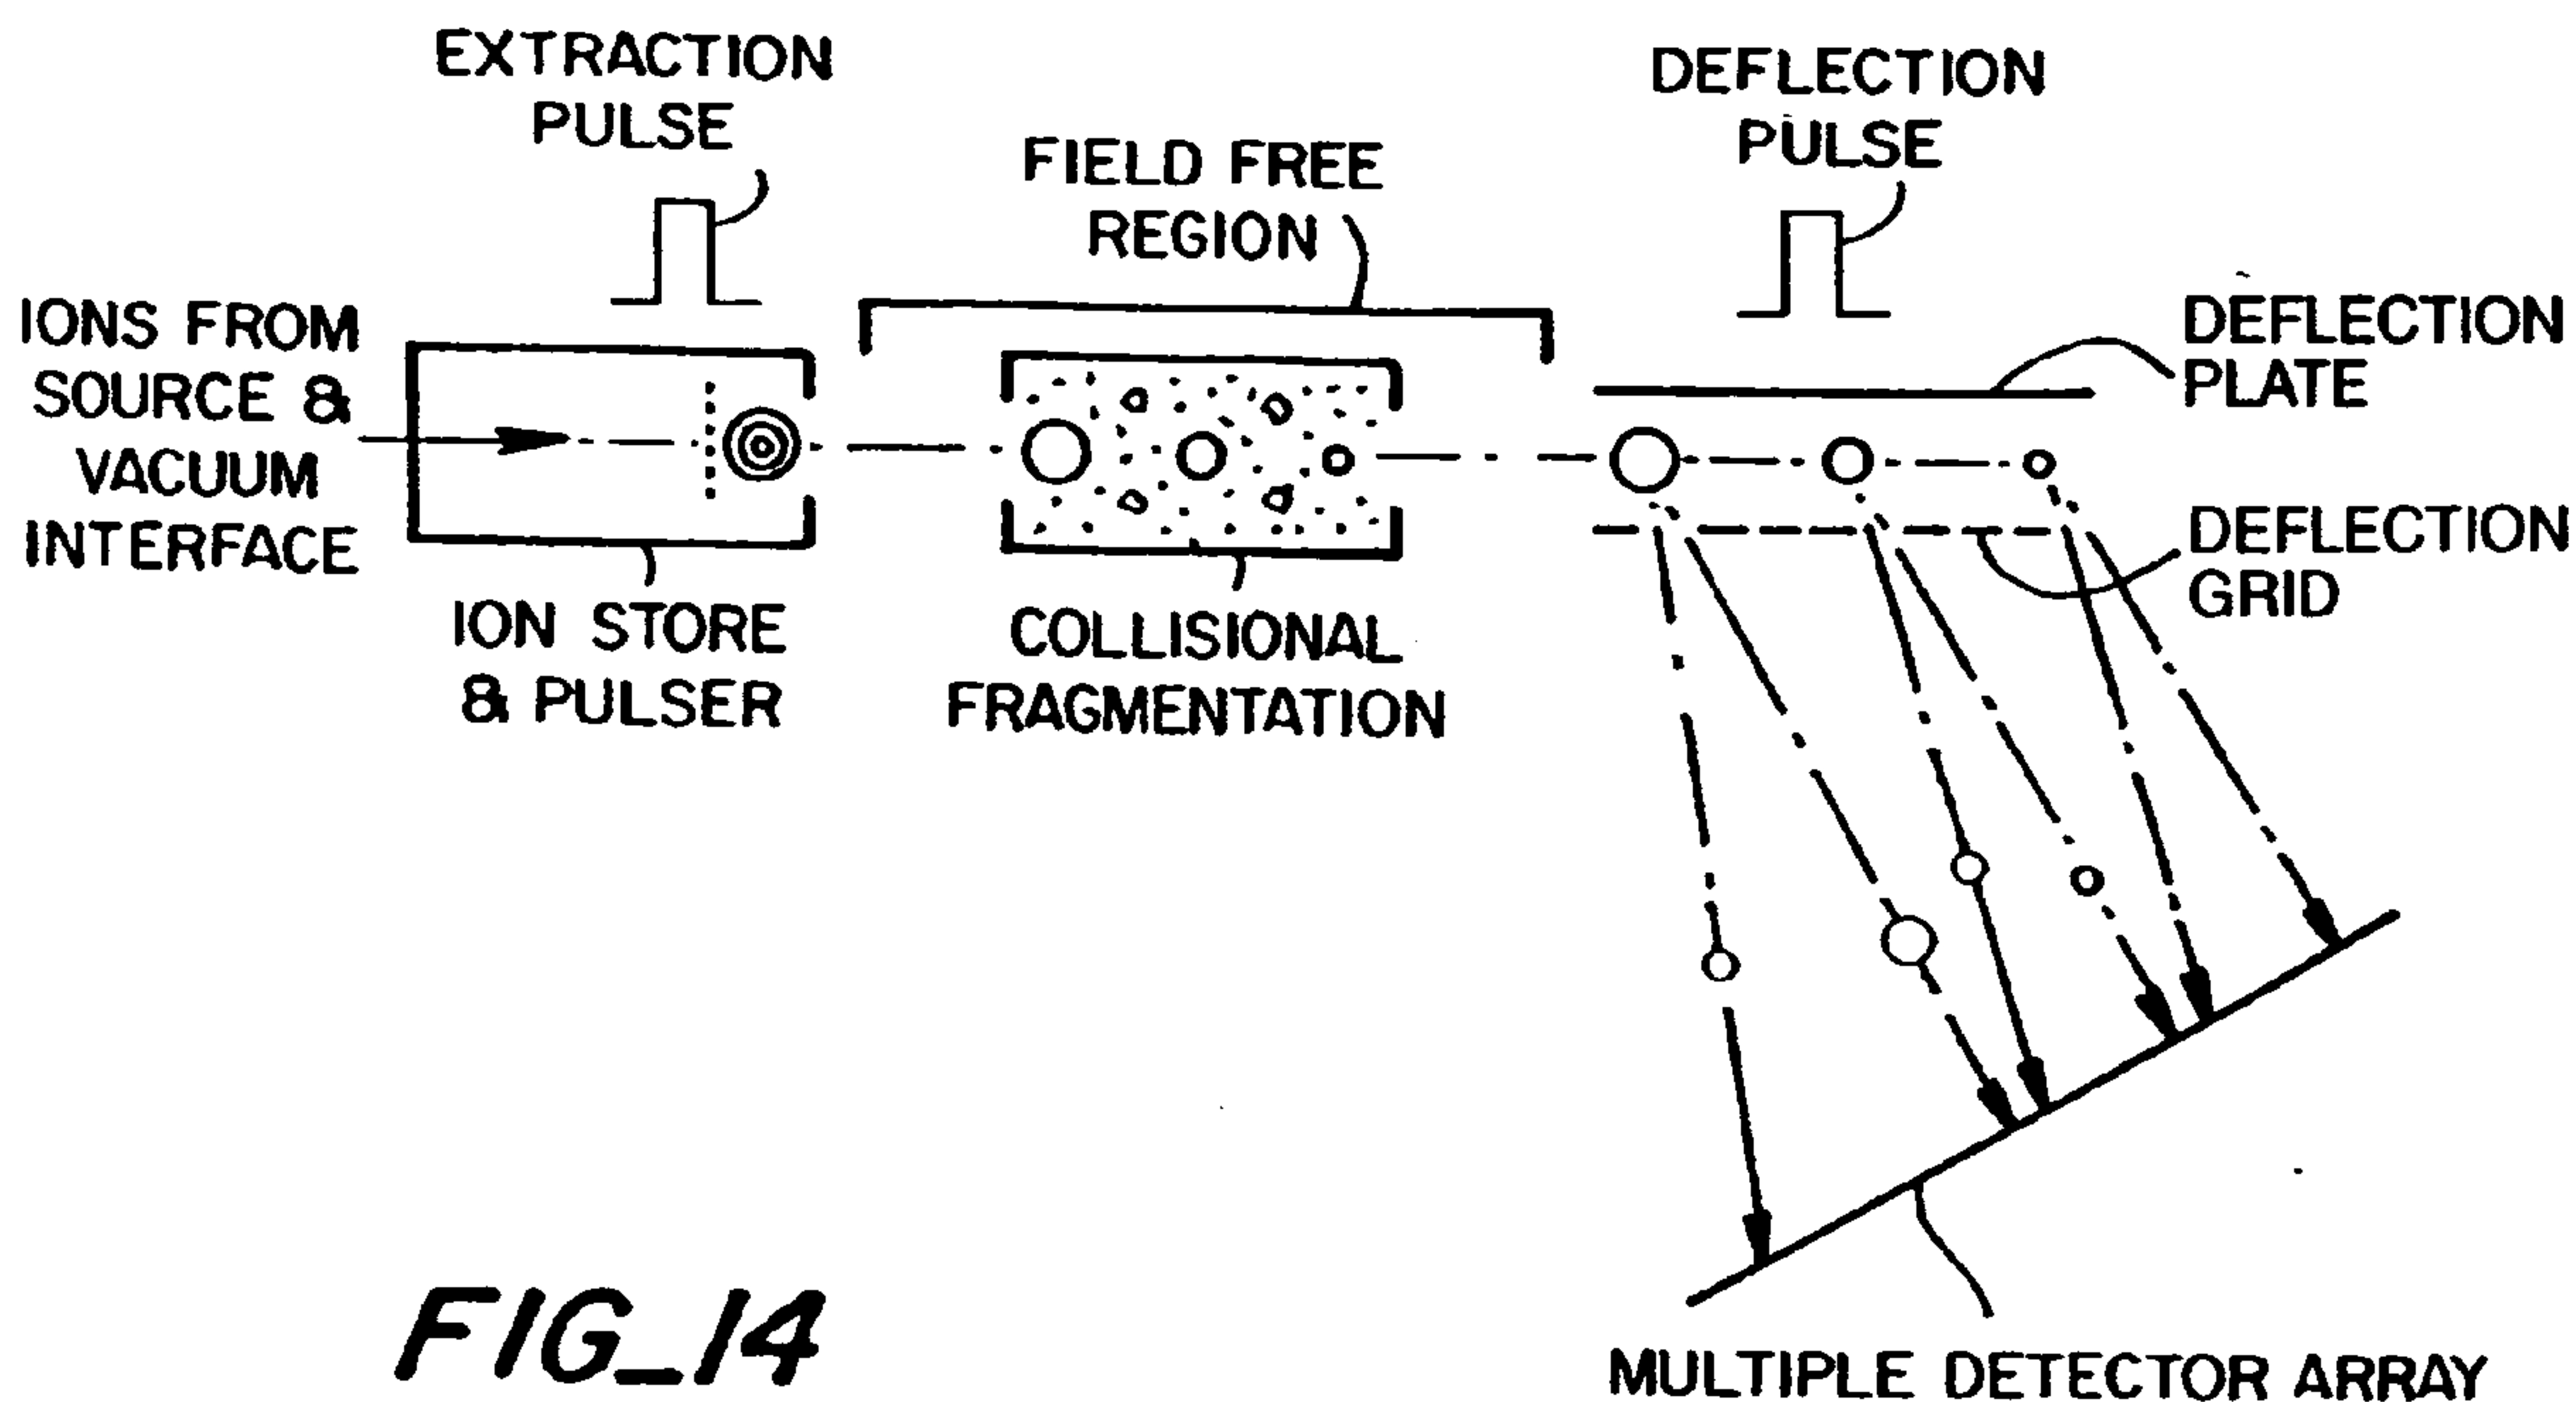 EXTRACTION
PULSE
DEFLECTION
PULSE
FIELD FREE
REGION
IONS FROM
SOURCE &
VACUUM
INTERFACE
DEFLECTION
PLATE
DEFLECTION
GRID
ION STORE
& PULSER
COLLISIONAL
FRAGMENTATION
FIG_14
MULTIPLE DETECTOR ARRAY